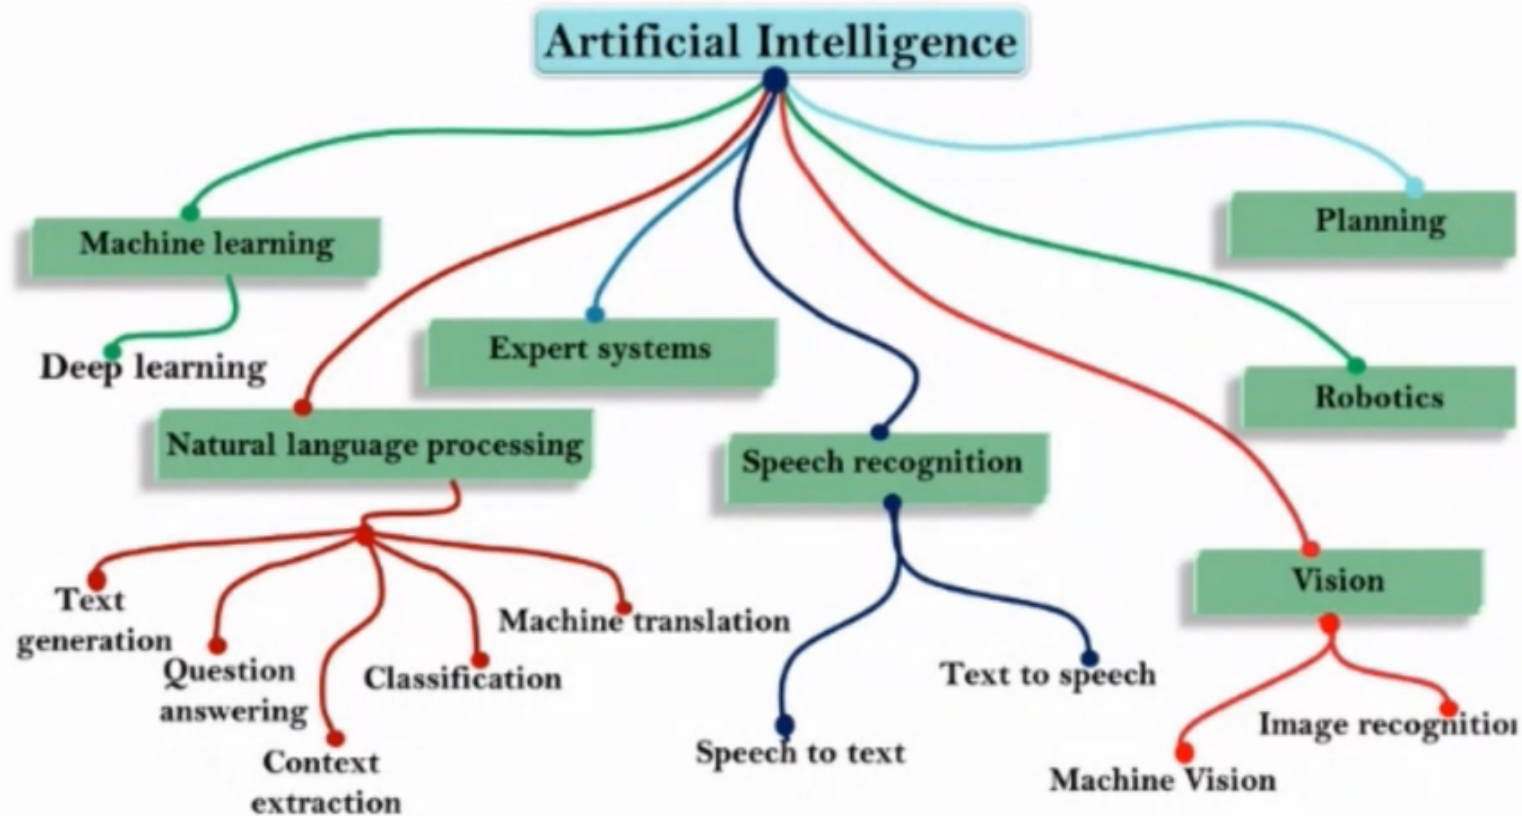 Artificial Intelligence
Planning
Machine learning
Expert systems
Deep learning
Robotics
Natural language processing
Speech recognition
Vision
Text
generation
Question
answering
Context
extraction
Classification
Machine translation
Speech to text
Text to speech
Machine Vision
Image recognition